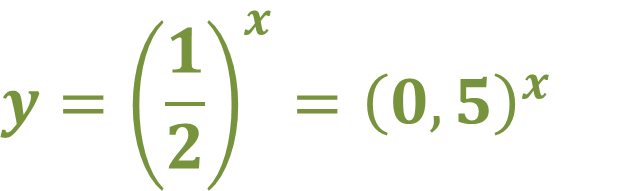 y = (1/2)^x = (0,5)^x